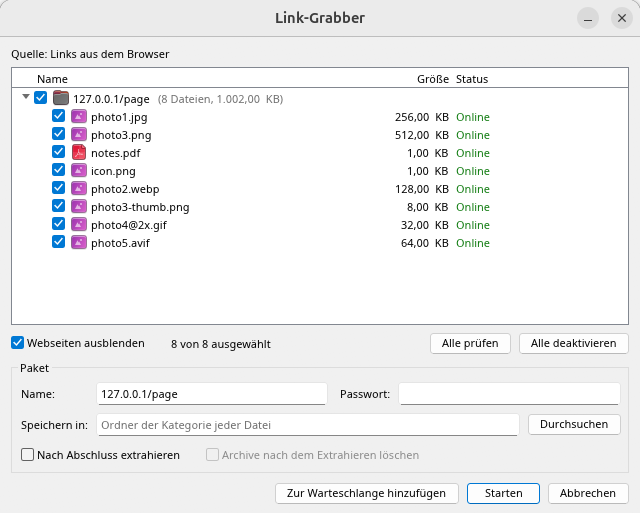 Link-Grabber
Quelle: Links aus dem Browser
Name Größe Status
127.0.0.1/page (8 Dateien, 1.002,00 KB)
photo1.jpg 256,00 KB Online
photo3.png 512,00 KB Online
notes.pdf 1,00 KB Online
icon.png 1,00 KB Online
photo2.webp 128,00 KB Online
photo3-thumb.png 8,00 KB Online
photo4@2x.gif 32,00 KB Online
photo5.avif 64,00 KB Online
Webseiten ausblenden 8 von 8 ausgewählt Alle prüfen Alle deaktivieren
Paket
Name: 127.0.0.1/page Passwort:
Speichern in: Ordner der Kategorie jeder Datei Durchsuchen
Nach Abschluss extrahieren Archive nach dem Extrahieren löschen
Zur Warteschlange hinzufügen Starten Abbrechen